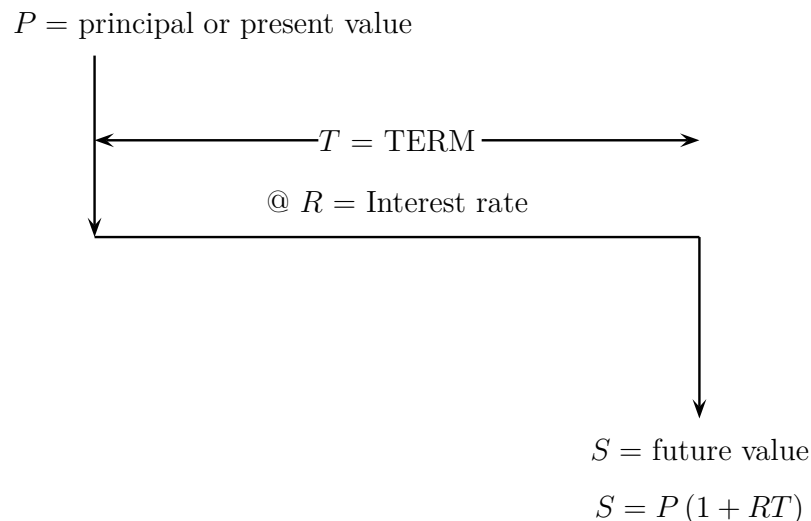 P = principal or present value
T = TERM
@ R = Interest rate
S = future value
S = P (1 + RT)